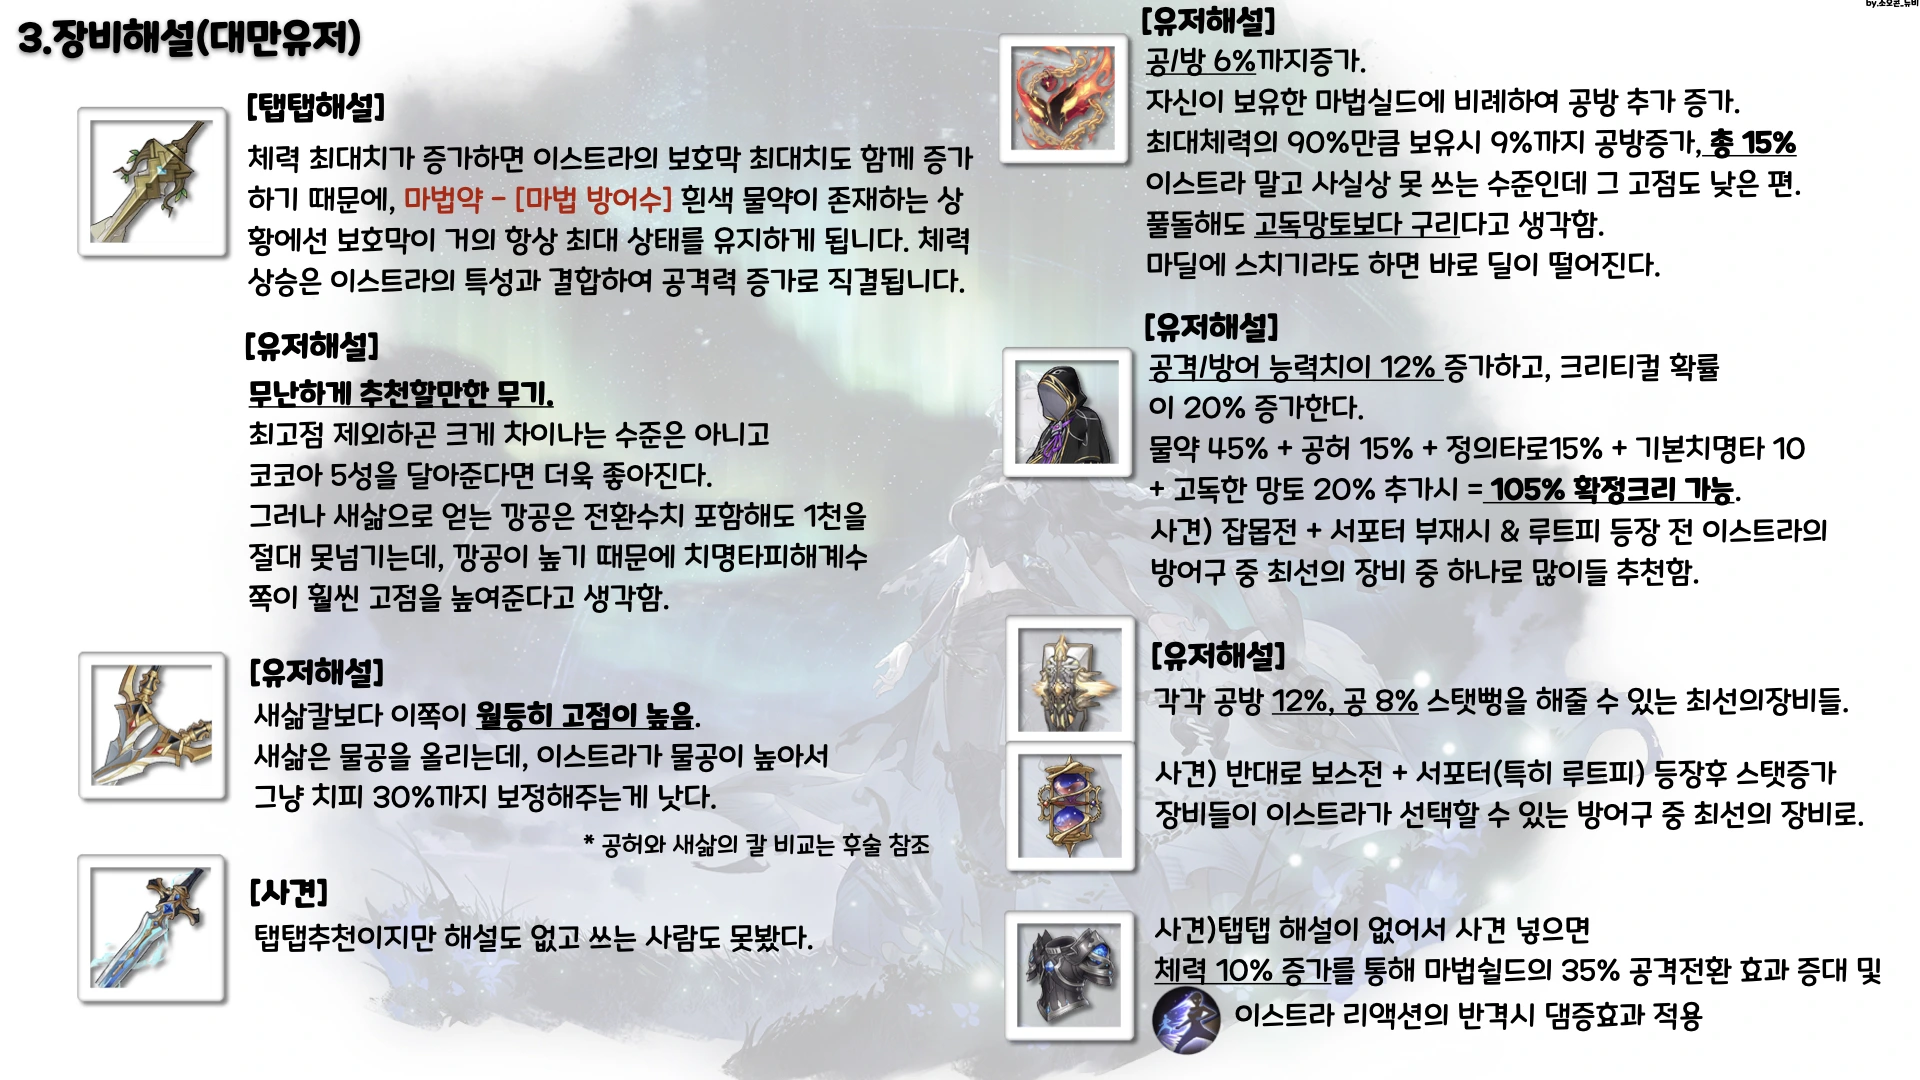 3.장비해설(대만유저)
[탭탭해설]
체력 최대치가 증가하면 이스트라의 보호막 최대치도 함께 증가
하기 때문에, 마법약 - [마법 방어수] 흰색 물약이 존재하는 상
황에선 보호막이 거의 항상 최대 상태를 유지하게 됩니다. 체력
상승은 이스트라의 특성과 결합하여 공격력 증가로 직결됩니다.
[유저해설]
무난하게 추천할만한 무기.
최고점 제외하곤 크게 차이나는 수준은 아니고
코코아 5성을 달아준다면 더욱 좋아진다.
그러나 새삶으로 얻는 깡공은 전환수치 포함해도 1천을
절대 못넘기는데, 깡공이 높기 때문에 치명타피해계수
쪽이 훨씬 고점을 높여준다고 생각함.
[유저해설]
새삶칼보다 이쪽이 월등히 고점이 높음.
새삶은 물공을 올리는데, 이스트라가 물공이 높아서
그냥 치피 30%까지 보정해주는게 낫다.
* 공허와 새삶의 칼 비교는 후술 참조
[사견]
탭탭추천이지만 해설도 없고 쓰는 사람도 못봤다.
by.소오콘_뉴비
[유저해설]
공/방 6%까지증가.
자신이 보유한 마법실드에 비례하여 공방 추가 증가.
최대체력의 90%만큼 보유시 9%까지 공방증가, 총 15%
이스트라 말고 사실상 못 쓰는 수준인데 그 고점도 낮은 편.
풀돌해도 고독망토보다 구리다고 생각함.
마딜에 스치기라도 하면 바로 딜이 떨어진다.
[유저해설]
공격/방어 능력치이 12% 증가하고, 크리티컬 확률
이 20% 증가한다.
물약 45% + 공허 15% + 정의타로15% + 기본치명타 10
+ 고독한 망토 20% 추가시 = 105% 확정크리 가능.
사견) 잡몹전 + 서포터 부재시 & 루트피 등장 전 이스트라의
방어구 중 최선의 장비 중 하나로 많이들 추천함.
[유저해설]
각각 공방 12%, 공 8% 스탯뻥을 해줄 수 있는 최선의장비들.
사견) 반대로 보스전 + 서포터(특히 루트피) 등장후 스탯증가
장비들이 이스트라가 선택할 수 있는 방어구 중 최선의 장비로.
사견)탭탭 해설이 없어서 사견 넣으면
체력 10% 증가를 통해 마법쉴드의 35% 공격전환 효과 증대 및
이스트라 리액션의 반격시 댐증효과 적용